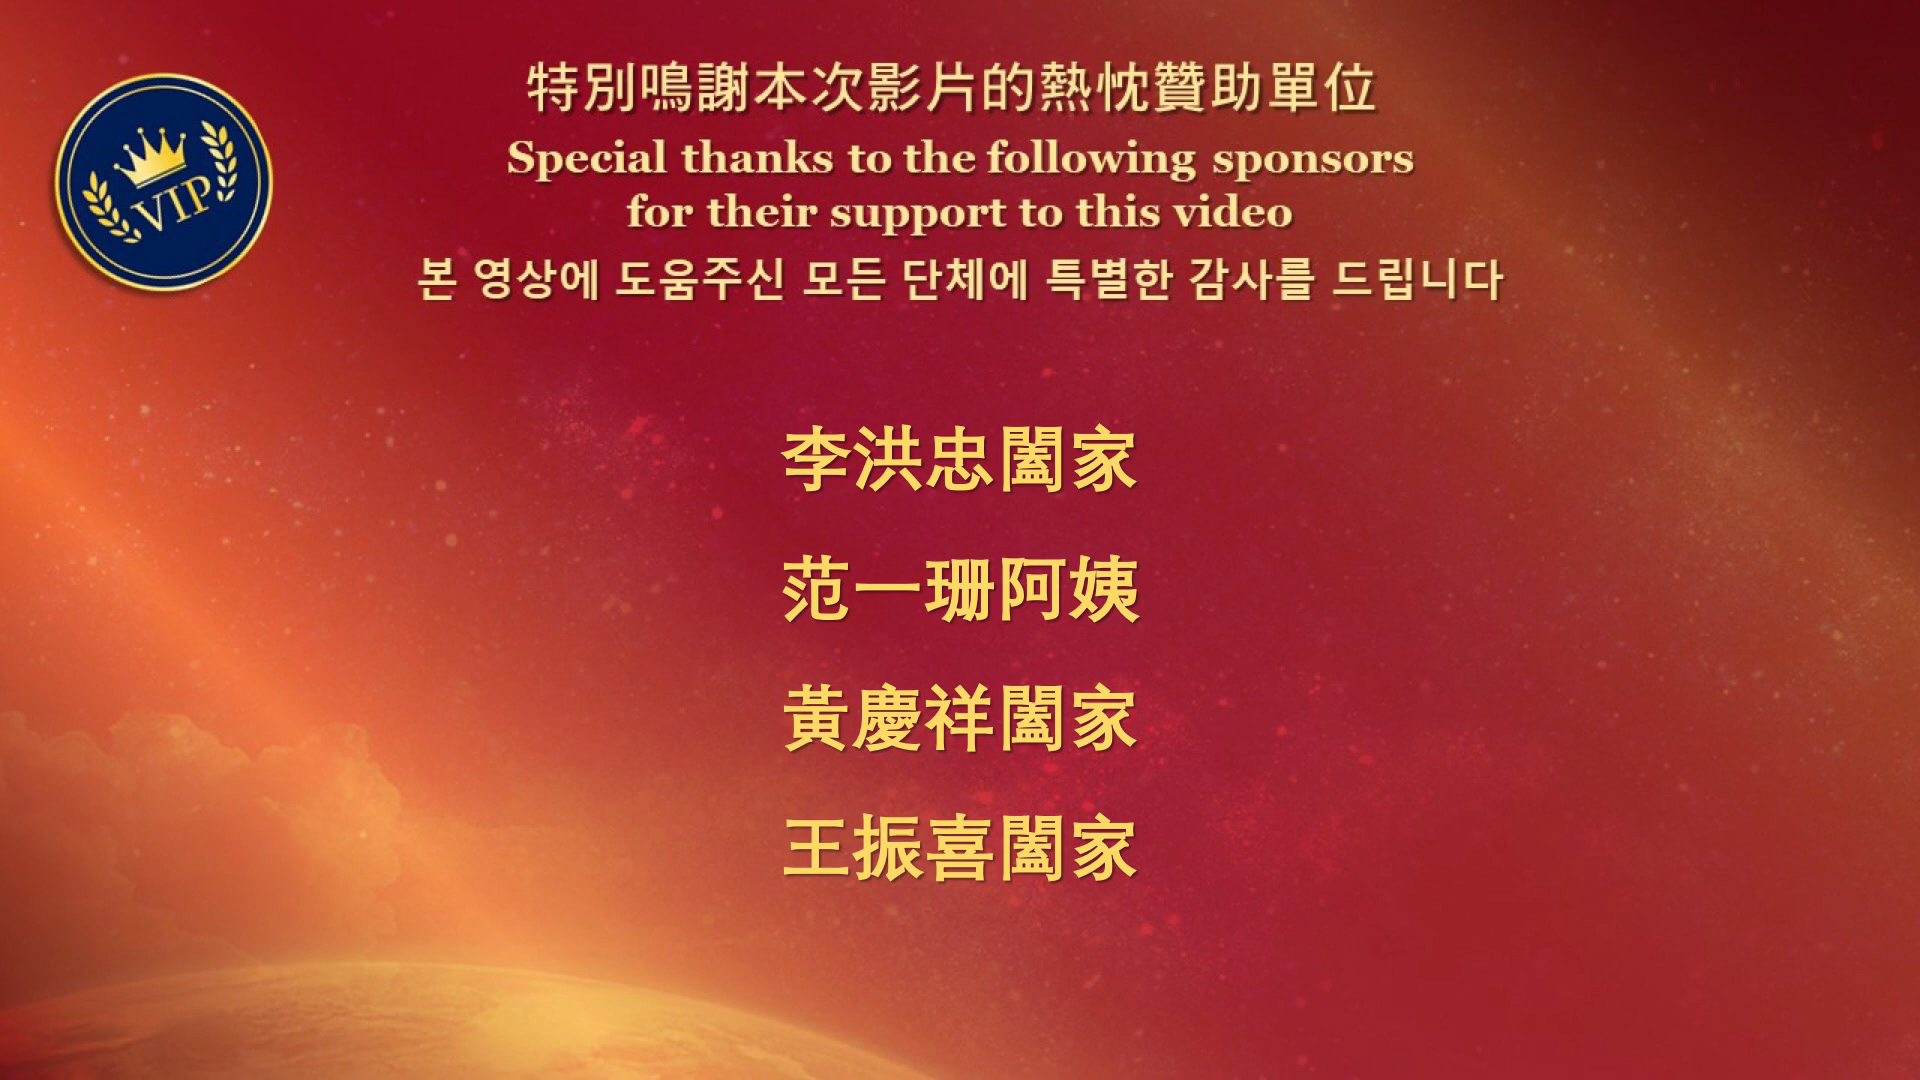 VIP
特別鳴謝本次影片的熱忱贊助單位
Special thanks to the following sponsors
for their support to this video
본 영상에 도움주신 모든 단체에 특별한 감사를 드립니다
李洪忠闔家
范一珊阿姨
黃慶祥闔家
王振喜闔家